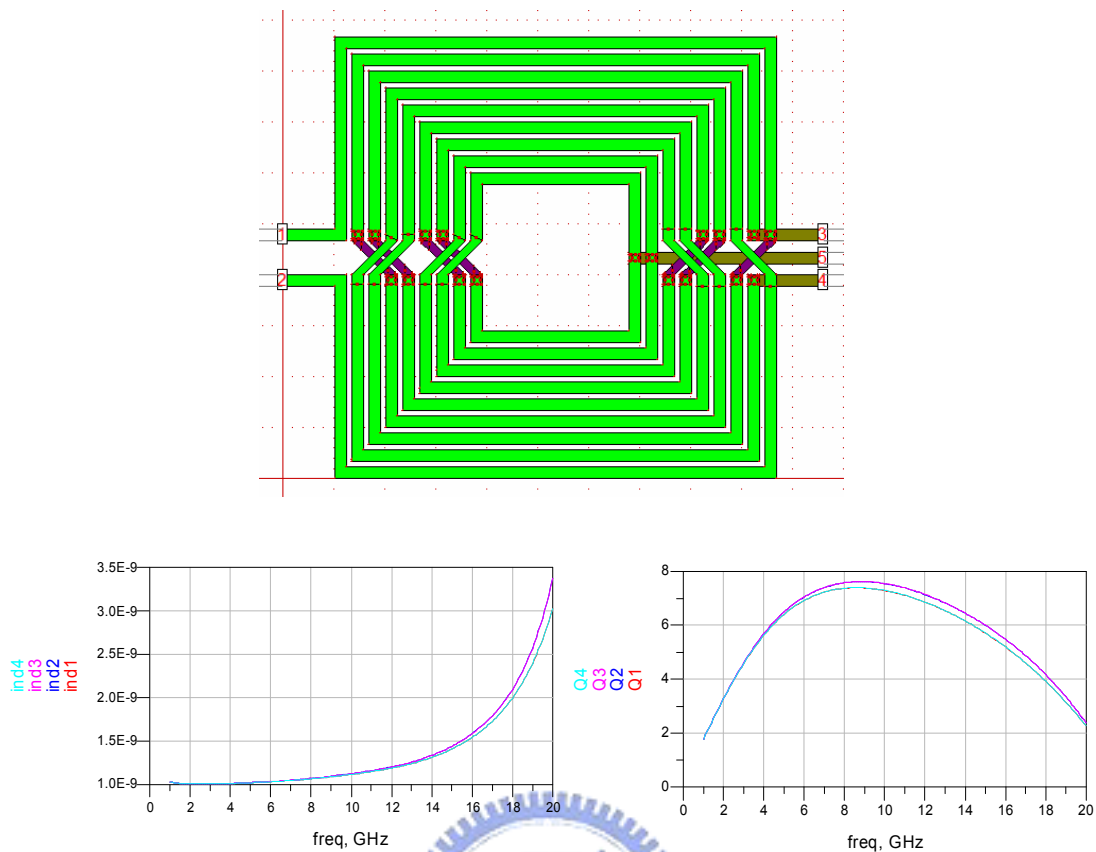 1
3
5
2
4
3.5E-9
3.0E-9
2.5E-9
2.0E-9
1.5E-9
1.0E-9
ind4
ind3
ind2
ind1
0 2 4 6 8 10 12 14 16 18 20
freq, GHz
8
6
4
2
0
Q4
Q3
Q2
Q1
0 2 4 6 8 10 12 14 16 18 20
freq, GHz